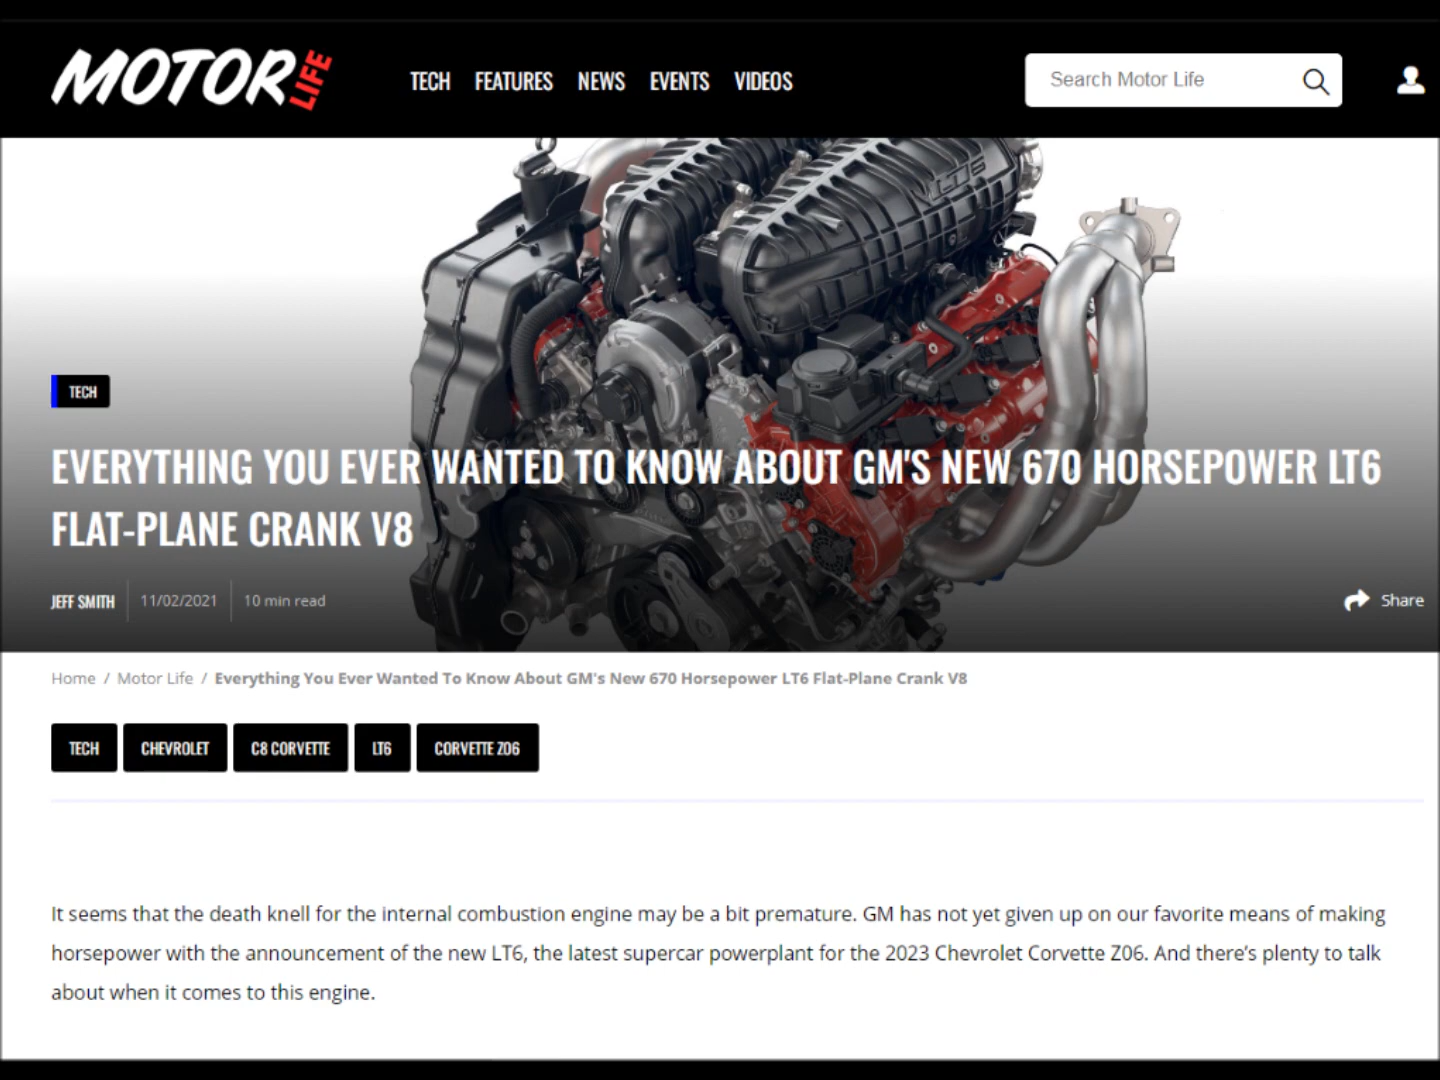 MOTOR LIFE
TECH FEATURES NEWS EVENTS VIDEOS
Search Motor Life
LT6
TECH
EVERYTHING YOU EVER WANTED TO KNOW ABOUT GM'S NEW 670 HORSEPOWER LT6
FLAT-PLANE CRANK V8
JEFF SMITH 11/02/2021 10 min read
Share
Home / Motor Life / Everything You Ever Wanted To Know About GM's New 670 Horsepower LT6 Flat-Plane Crank V8
TECH CHEVROLET C8 CORVETTE LT6 CORVETTE Z06
It seems that the death knell for the internal combustion engine may be a bit premature. GM has not yet given up on our favorite means of making
horsepower with the announcement of the new LT6, the latest supercar powerplant for the 2023 Chevrolet Corvette Z06. And there's plenty to talk
about when it comes to this engine.